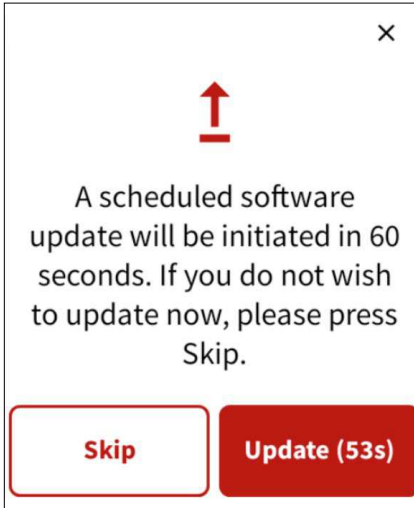 A scheduled software
update will be initiated in 60
seconds. If you do not wish
to update now, please press
Skip.
Skip
Update (53s)